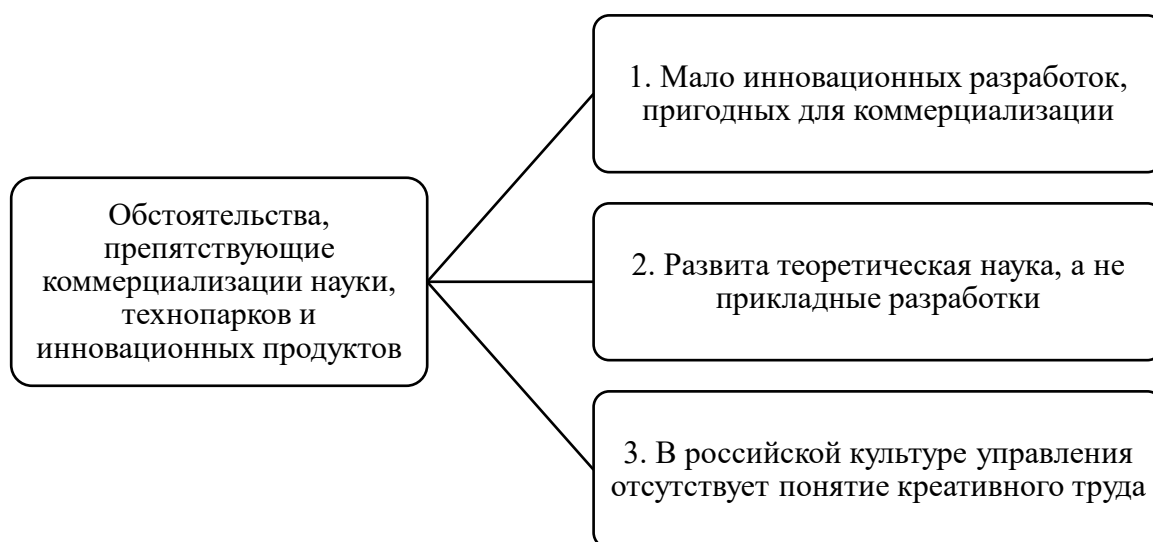 Обстоятельства,
препятствующие
коммерциализации науки,
технопарков и
инновационных продуктов
1. Мало инновационных разработок,
пригодных для коммерциализации
2. Развита теоретическая наука, а не
прикладные разработки
3. В российской культуре управления
отсутствует понятие креативного труда